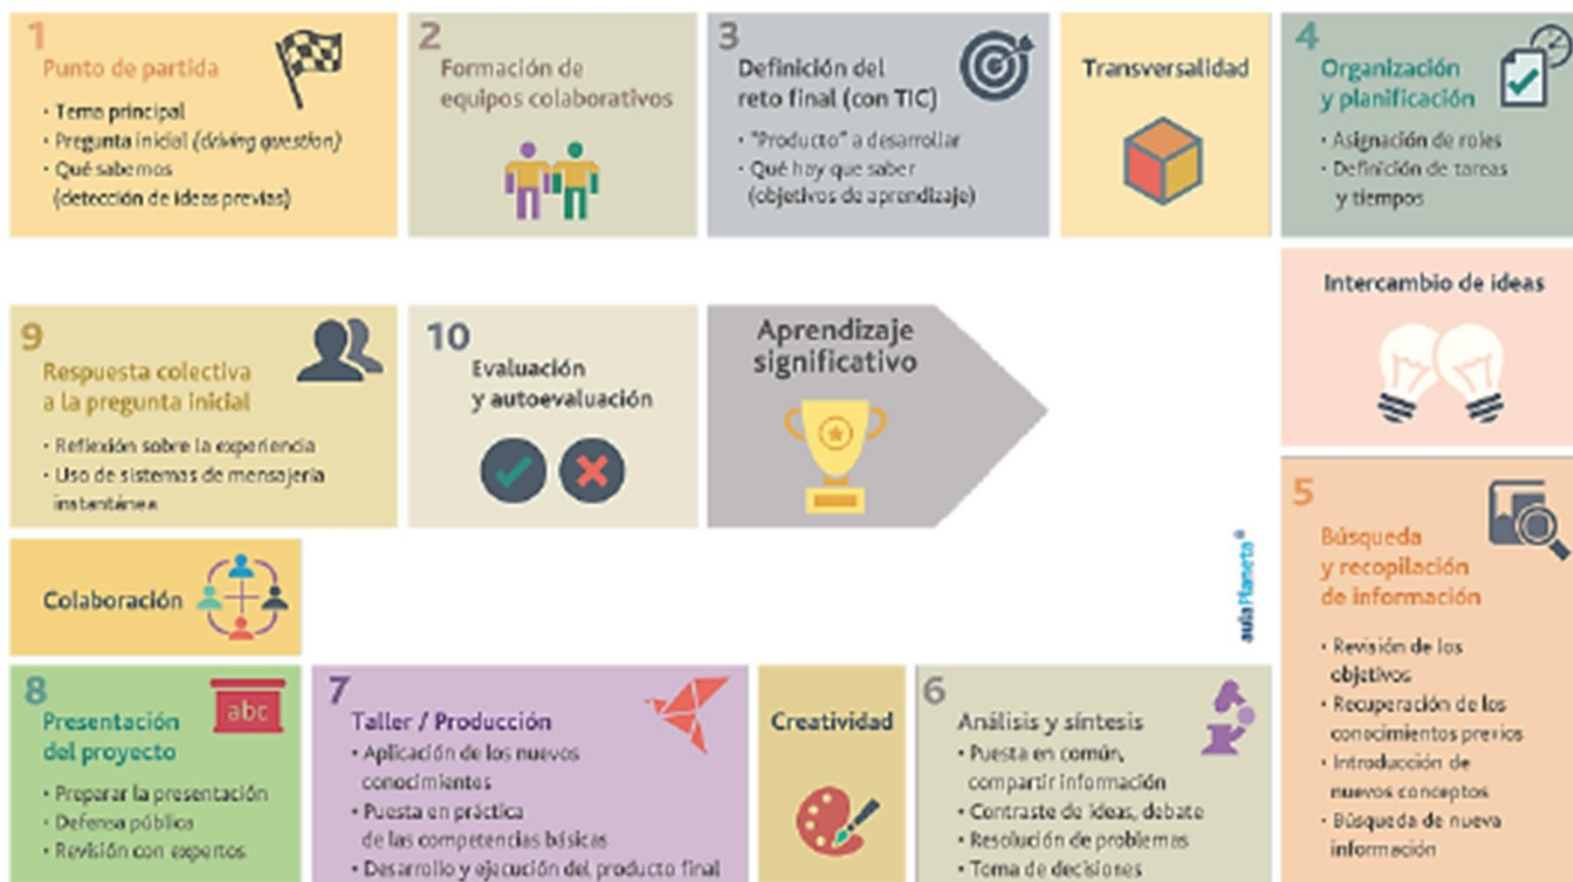 1
Punto de partida
· Tema principal
· Pregunta inicial (driving question)
· Qué sabemos
(detección de ideas previas)
2
Formación de
equipos colaborativos
3
Definición del
reto final (con TIC)
· "Producto" a desarrollar
· Qué hay que saber
(objetivos de aprendizaje)
Transversalidad
4
Organización
y planificación
· Asignación de roles
· Definición de tareas
y tiempos
Intercambio de ideas
5
Búsqueda
y recopilación
de información
· Revisión de los
objetivos
· Recuperación de los
conocimientos previos
· Introducción de
nuevos conceptos
· Búsqueda de nueva
información
6
Análisis y síntesis
· Puesta en común,
compartir información
· Contraste de ideas, debate
· Resolución de problemas
· Toma de decisiones
Creatividad
7
Taller / Producción
· Aplicación de los nuevos
conocimientos
· Puesta en práctica
de las competencias básicas
· Desarrollo y ejecución del producto final
8
Presentación
del proyecto
· Preparar la presentación
· Defensa pública
· Revisión con expertos
abc
Colaboración
9
Respuesta colectiva
a la pregunta inicial
· Reflexión sobre la experiencia
· Uso de sistemas de mensajería
instantánea
10
Evaluación
y autoevaluación
Aprendizaje
significativo
aulaPlaneta